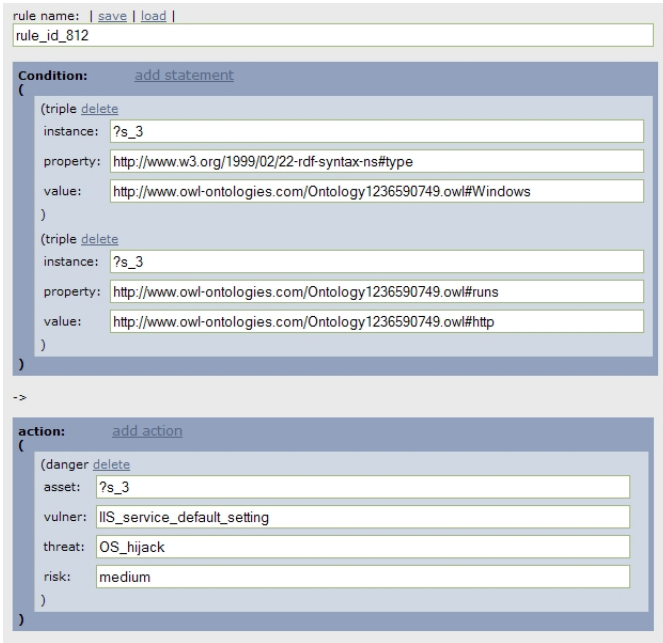 rule name: | save | load |
rule_id_812
Condition: add statement
(
(triple delete
instance: ?s_3
property: http://www.w3.org/1999/02/22-rdf-syntax-ns#type
value: http://www.owl-ontologies.com/Ontology1236590749.owl#Windows
)
(triple delete
instance: ?s_3
property: http://www.owl-ontologies.com/Ontology1236590749.owl#runs
value: http://www.owl-ontologies.com/Ontology1236590749.owl#http
)
)
->
action: add action
(
(danger delete
asset: ?s_3
vulner: IIS_service_default_setting
threat: OS_hijack
risk: medium
)
)